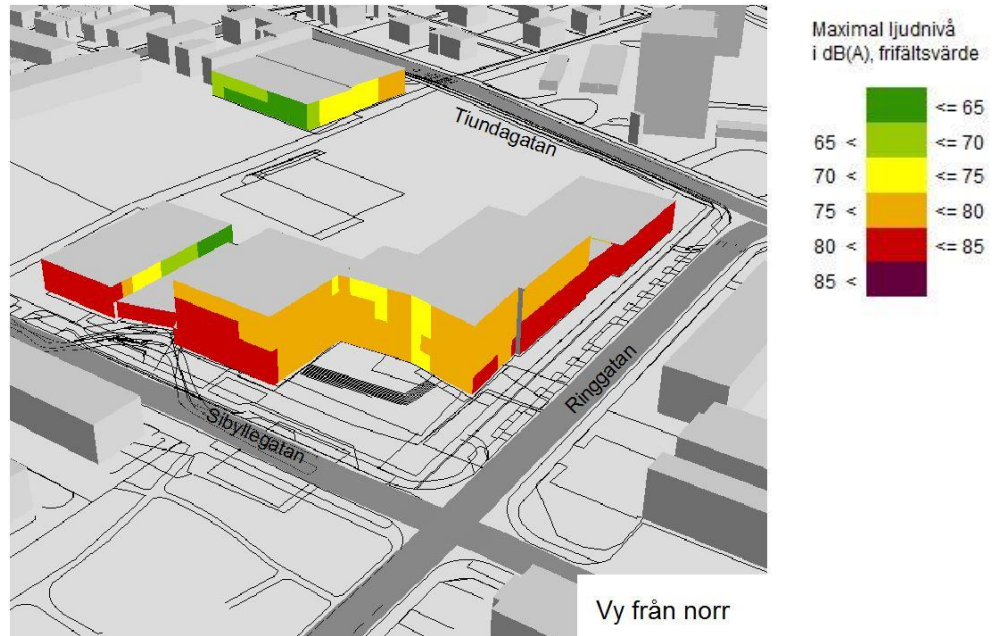 Maximal ljudnivå
i dB(A), frifältsvärde
<= 65
65 < <= 70
70 < <= 75
75 < <= 80
80 < <= 85
85 <
Tiundagatan
Ringgatan
Sibyllegatan
Vy från norr